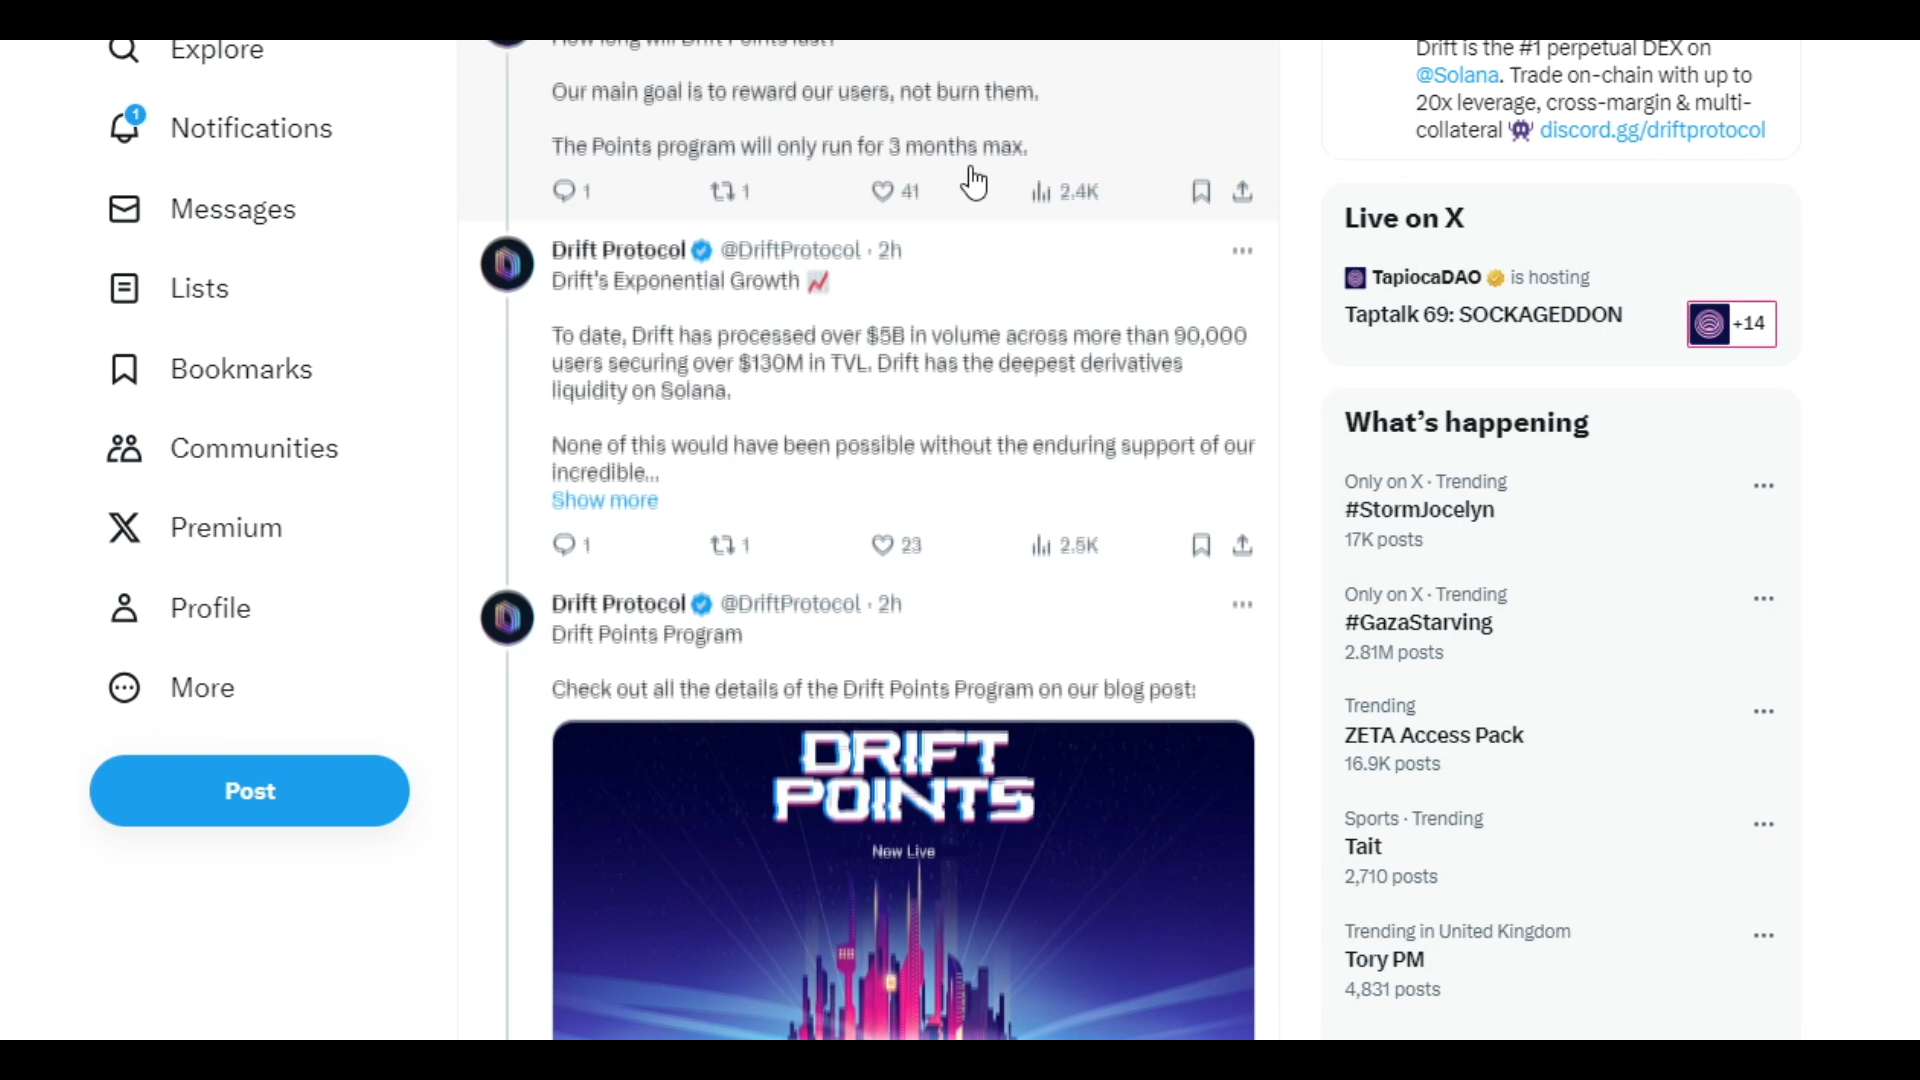 Explore
1
Notifications
Messages
Lists
Bookmarks
Communities
Premium
Profile
More
Post
How long will Drift Points last?
Our main goal is to reward our users, not burn them.
The Points program will only run for 3 months max.
1 1 41 2.4K
Drift Protocol @DriftProtocol · 2h
Drift's Exponential Growth
To date, Drift has processed over $5B in volume across more than 90,000
users securing over $130M in TVL. Drift has the deepest derivatives
liquidity on Solana.
None of this would have been possible without the enduring support of our
incredible...
Show more
1 1 23 2.5K
Drift Protocol @DriftProtocol · 2h
Drift Points Program
Check out all the details of the Drift Points Program on our blog post:
DRIFT
POINTS
Now Live
Drift is the #1 perpetual DEX on
@Solana. Trade on-chain with up to
20x leverage, cross-margin & multi-
collateral discord.gg/driftprotocol
Live on X
TapiocaDAO is hosting
Taptalk 69: SOCKAGEDDON
+14
What's happening
Only on X · Trending
#StormJocelyn
17K posts
Only on X · Trending
#GazaStarving
2.81M posts
Trending
ZETA Access Pack
16.9K posts
Sports · Trending
Tait
2,710 posts
Trending in United Kingdom
Tory PM
4,831 posts